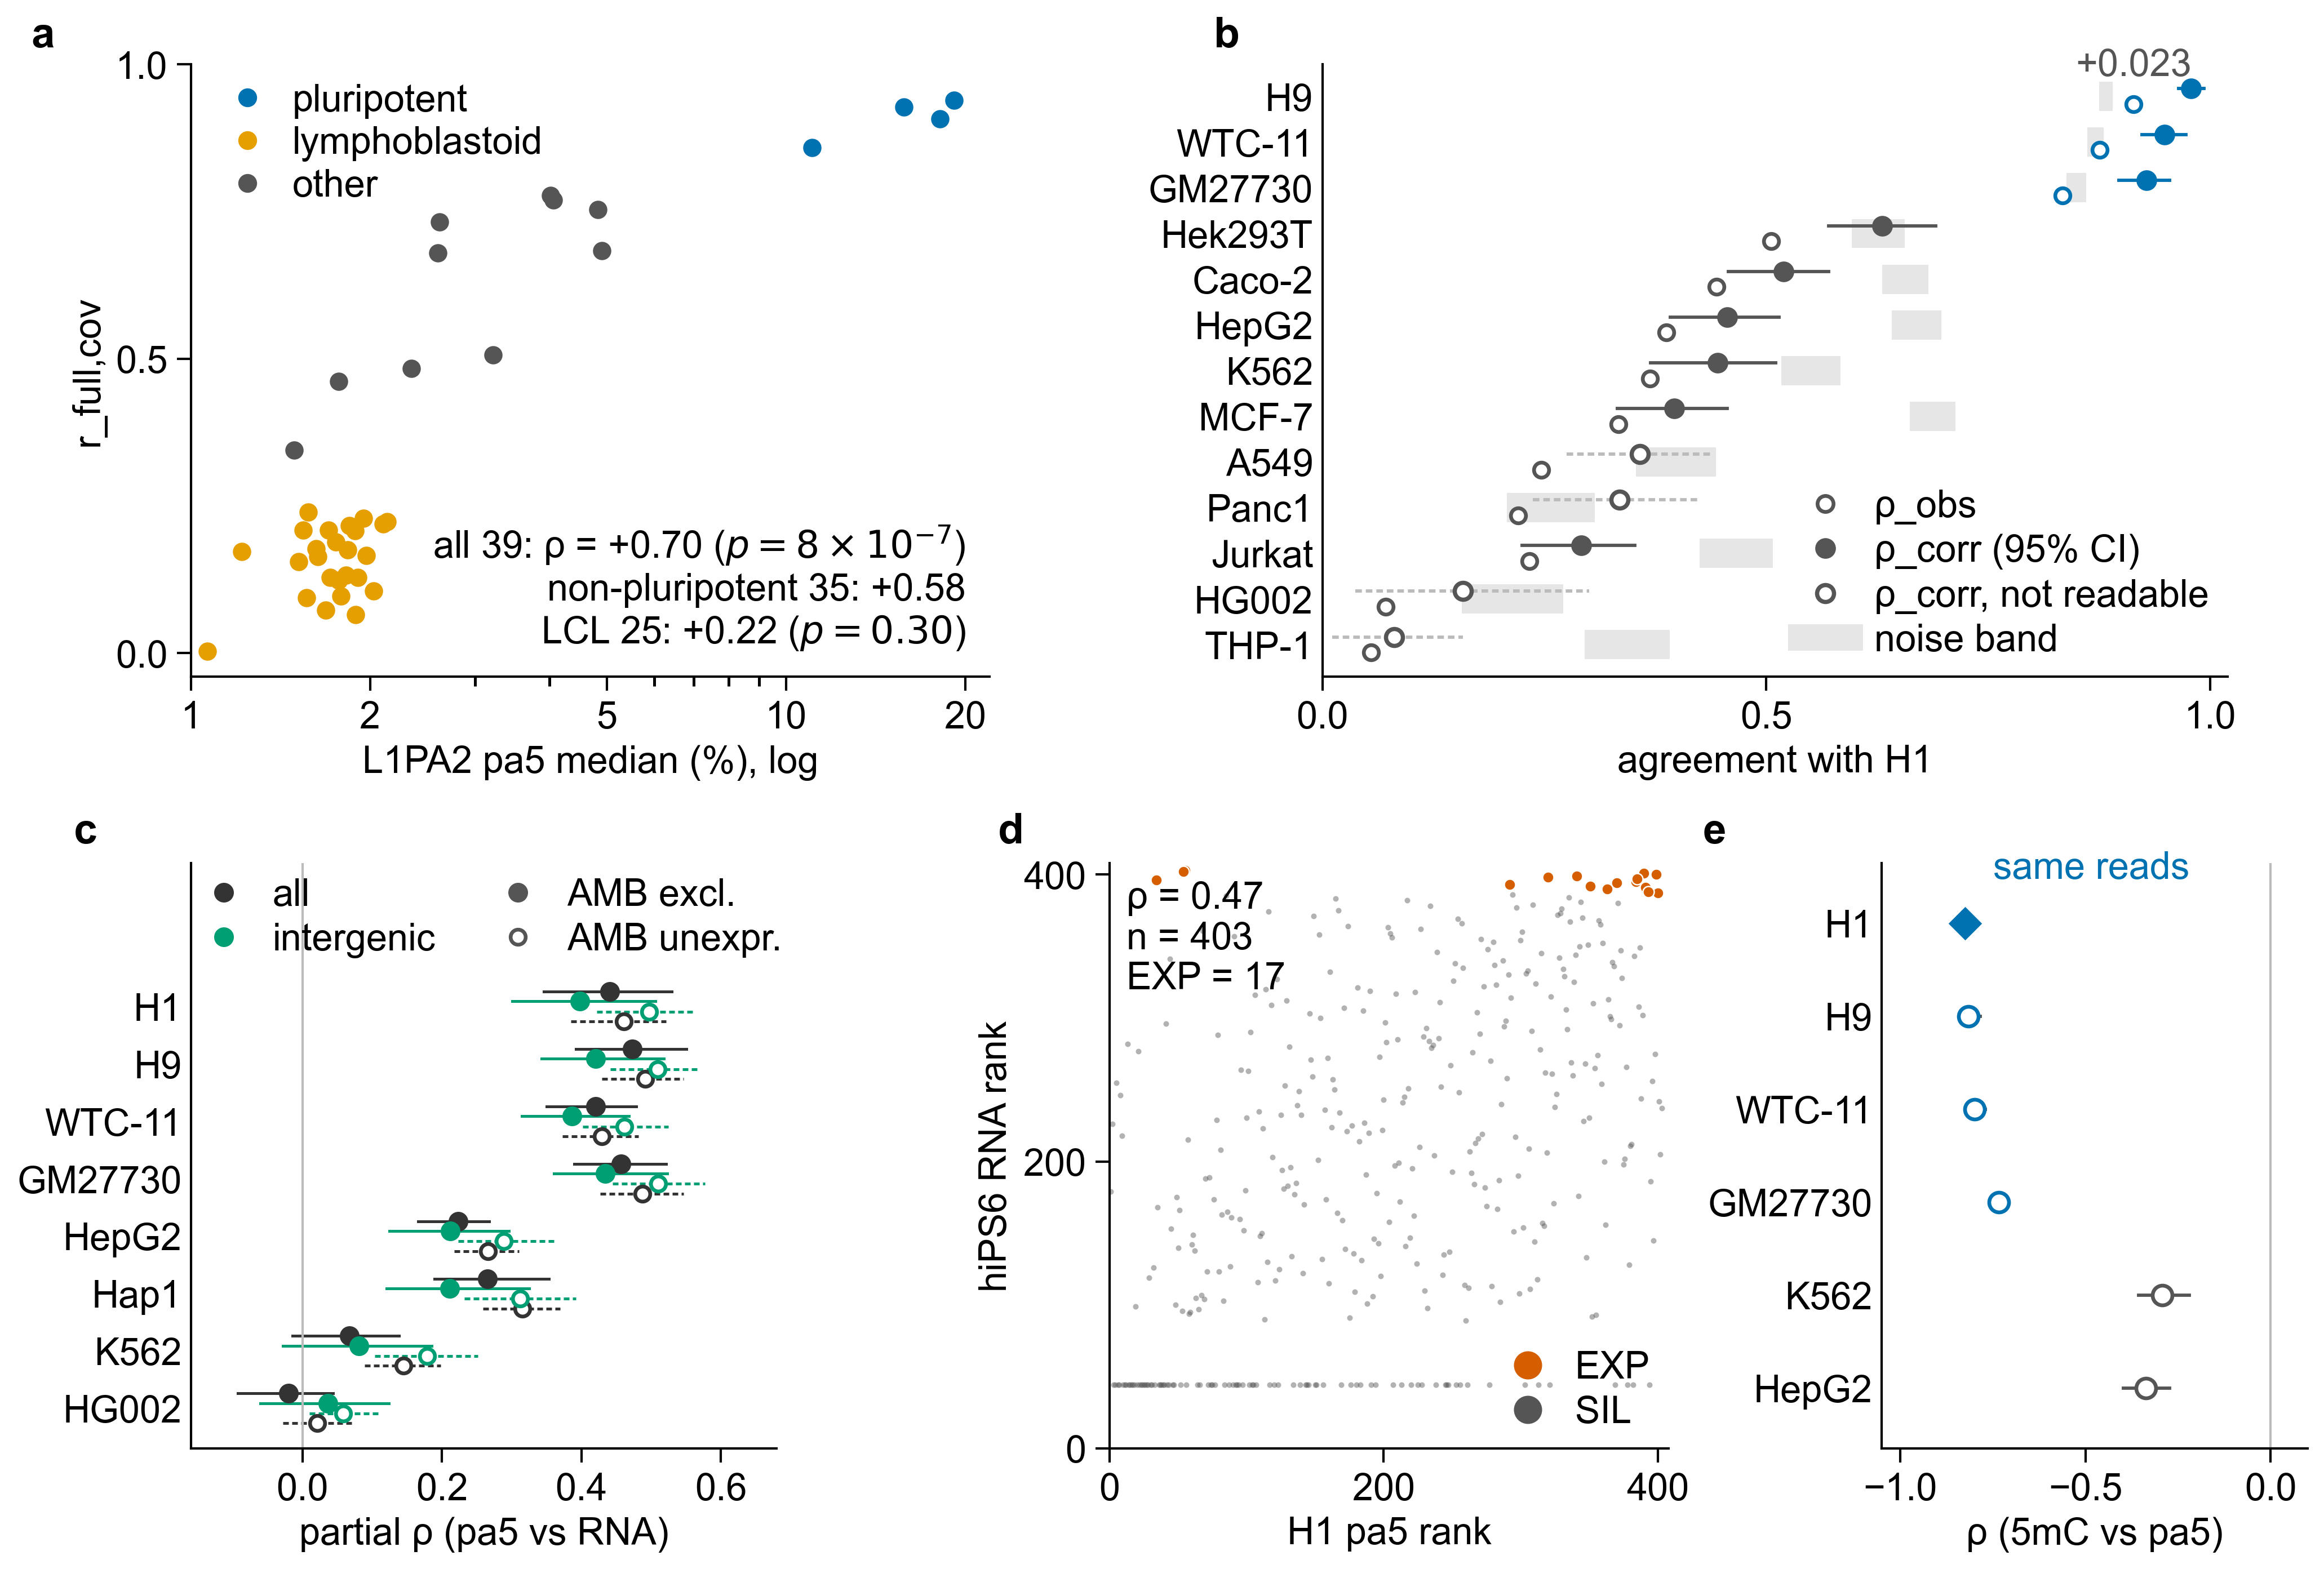 a
1.0
0.5
0.0
r_full,cov
pluripotent
lymphoblastoid
other
all 39: ρ = +0.70 (p = 8 × 10⁻⁷)
non-pluripotent 35: +0.58
LCL 25: +0.22 (p = 0.30)
1 2 5 10 20
L1PA2 pa5 median (%), log
b
+0.023
H9
WTC-11
GM27730
Hek293T
Caco-2
HepG2
K562
MCF-7
A549
Panc1
Jurkat
HG002
THP-1
ρ_obs
ρ_corr (95% CI)
ρ_corr, not readable
noise band
0.0 0.5 1.0
agreement with H1
c
all
intergenic
AMB excl.
AMB unexpr.
H1
H9
WTC-11
GM27730
HepG2
Hap1
K562
HG002
0.0 0.2 0.4 0.6
partial ρ (pa5 vs RNA)
d
400
200
0
hiPS6 RNA rank
ρ = 0.47
n = 403
EXP = 17
EXP
SIL
0 200 400
H1 pa5 rank
e
same reads
H1
H9
WTC-11
GM27730
K562
HepG2
−1.0 −0.5 0.0
ρ (5mC vs pa5)